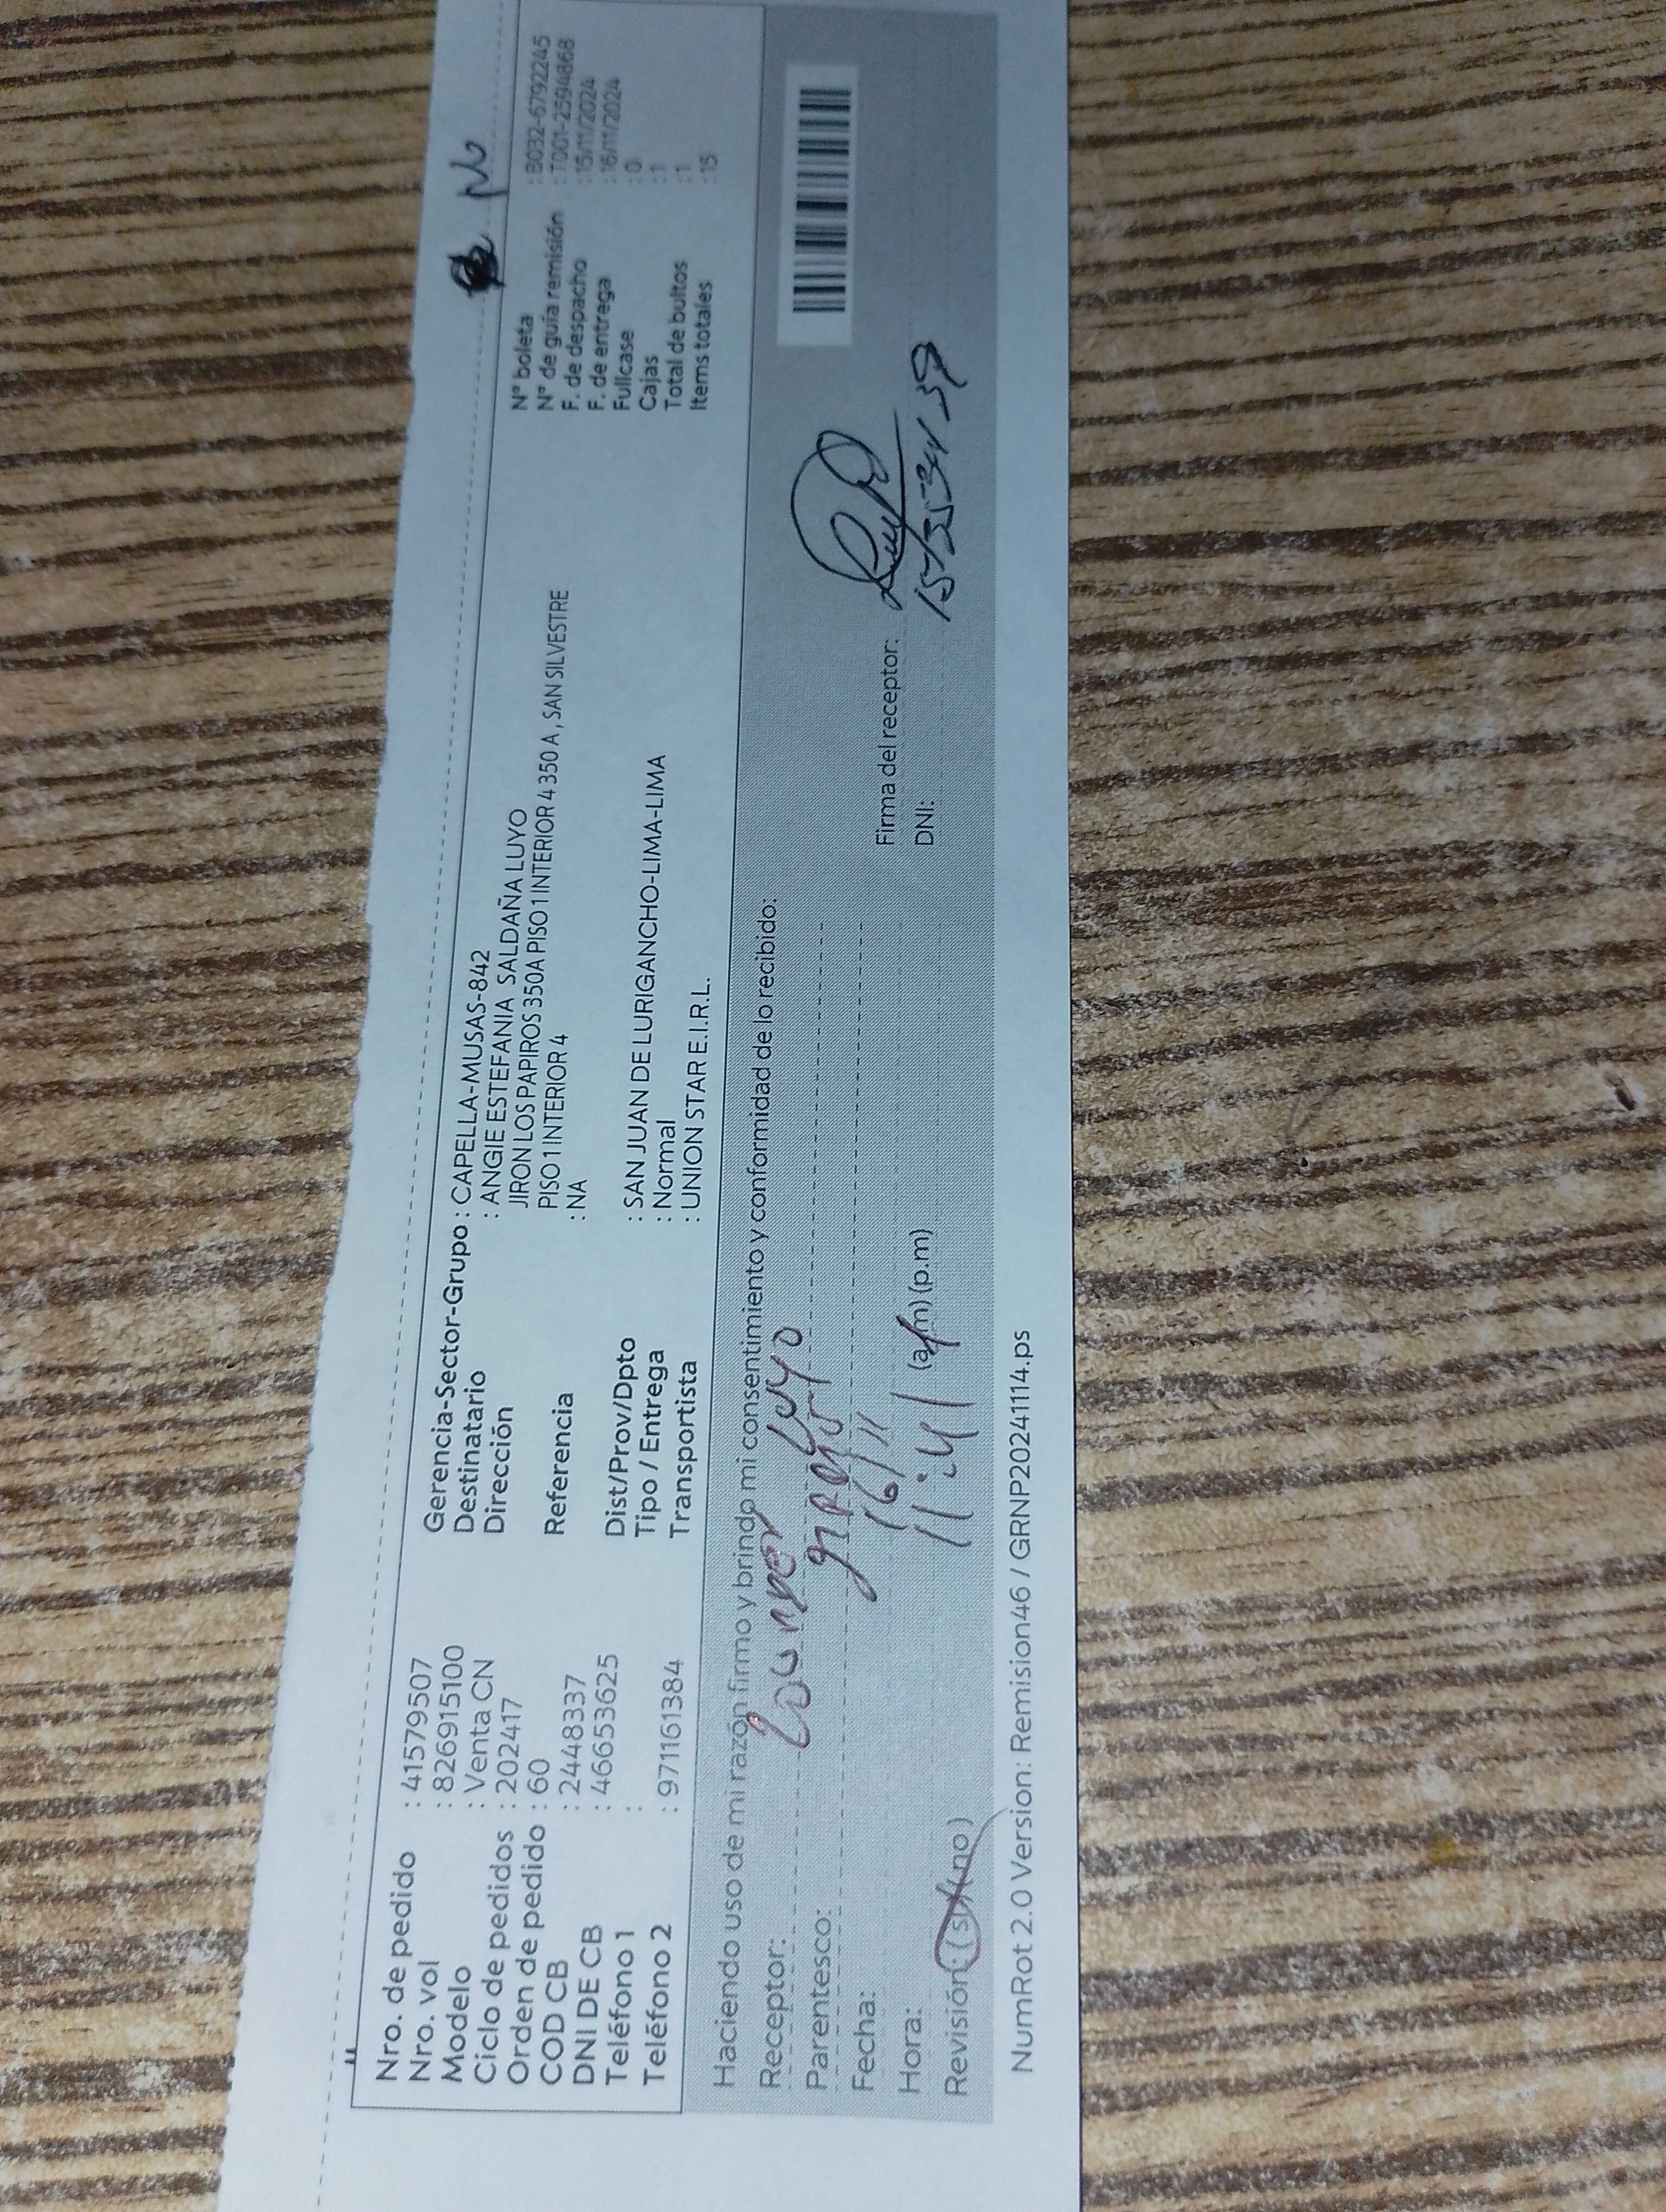 Nro. de pedido : 41579507
Nro. vol : 826915100
Modelo : Venta CN
Ciclo de pedidos : 202417
Orden de pedido : 60
COD CB : 2448337
DNI DE CB : 46653625
Teléfono 1 :
Teléfono 2 : 971161384
Gerencia-Sector-Grupo : CAPELLA-MUSAS-842
Destinatario : ANGIE ESTEFANIA SALDAÑA LUYO
Dirección JIRON LOS PAPIROS 350A PISO 1 INTERIOR 4 350 A , SAN SILVESTRE
PISO 1 INTERIOR 4
Referencia : NA
Dist/Prov/Dpto : SAN JUAN DE LURIGANCHO-LIMA-LIMA
Tipo / Entrega : Normal
Transportista : UNION STAR E.I.R.L.
N° boleta : B032-67922245
N° de guía remisión : T001-2594868
F. de despacho : 15/11/2024
F. de entrega : 16/11/2024
Fullcase : 0
Cajas : 1
Total de bultos : 1
Items totales : 15
Haciendo uso de mi razón firmo y brindo mi consentimiento y conformidad de lo recibido:
Receptor: Luyo
Parentesco:
Fecha: 16/11
Hora: 11:41 (a.m) (p.m)
Revisión: ( si / no )
Firma del receptor:
DNI:
NumRot 2.0 Version: Remision46 / GRNP20241114.ps